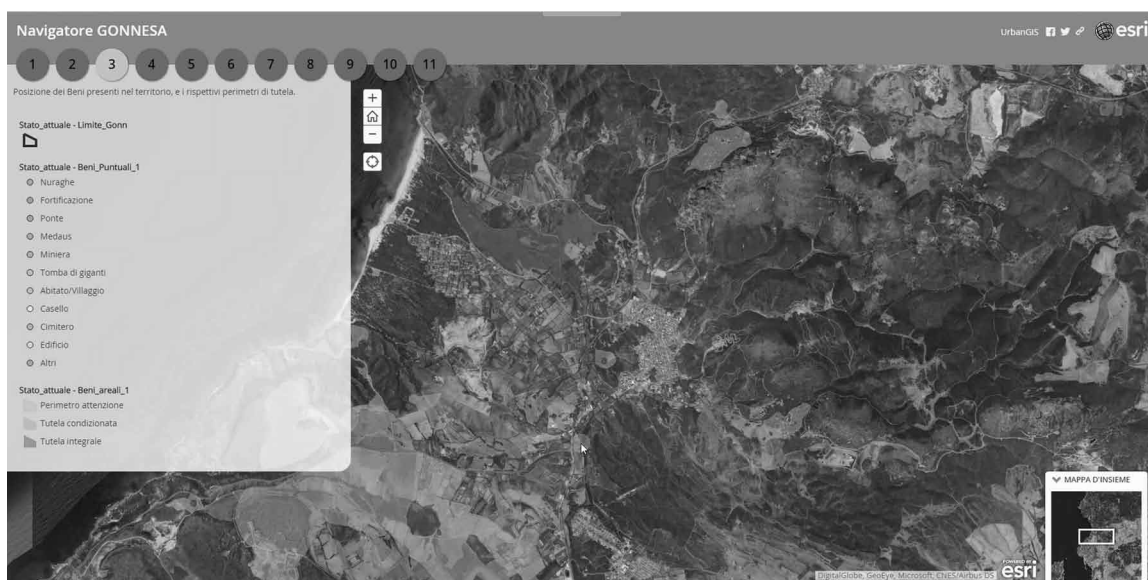 Navigatore GONNESA
UrbanGIS
esri
1 2 3 4 5 6 7 8 9 10 11
Posizione dei Beni presenti nel territorio, e i rispettivi perimetri di tutela.
Stato_attuale - Limite_Gonn
Stato_attuale - Beni_Puntuali_1
Nuraghe
Fortificazione
Ponte
Medaus
Miniera
Tomba di giganti
Abitato/Villaggio
Casello
Cimitero
Edificio
Altri
Stato_attuale - Beni_areali_1
Perimetro attenzione
Tutela condizionata
Tutela integrale
MAPPA D'INSIEME
POWERED BY
esri
DigitalGlobe, GeoEye, Microsoft, CNES/Airbus DS